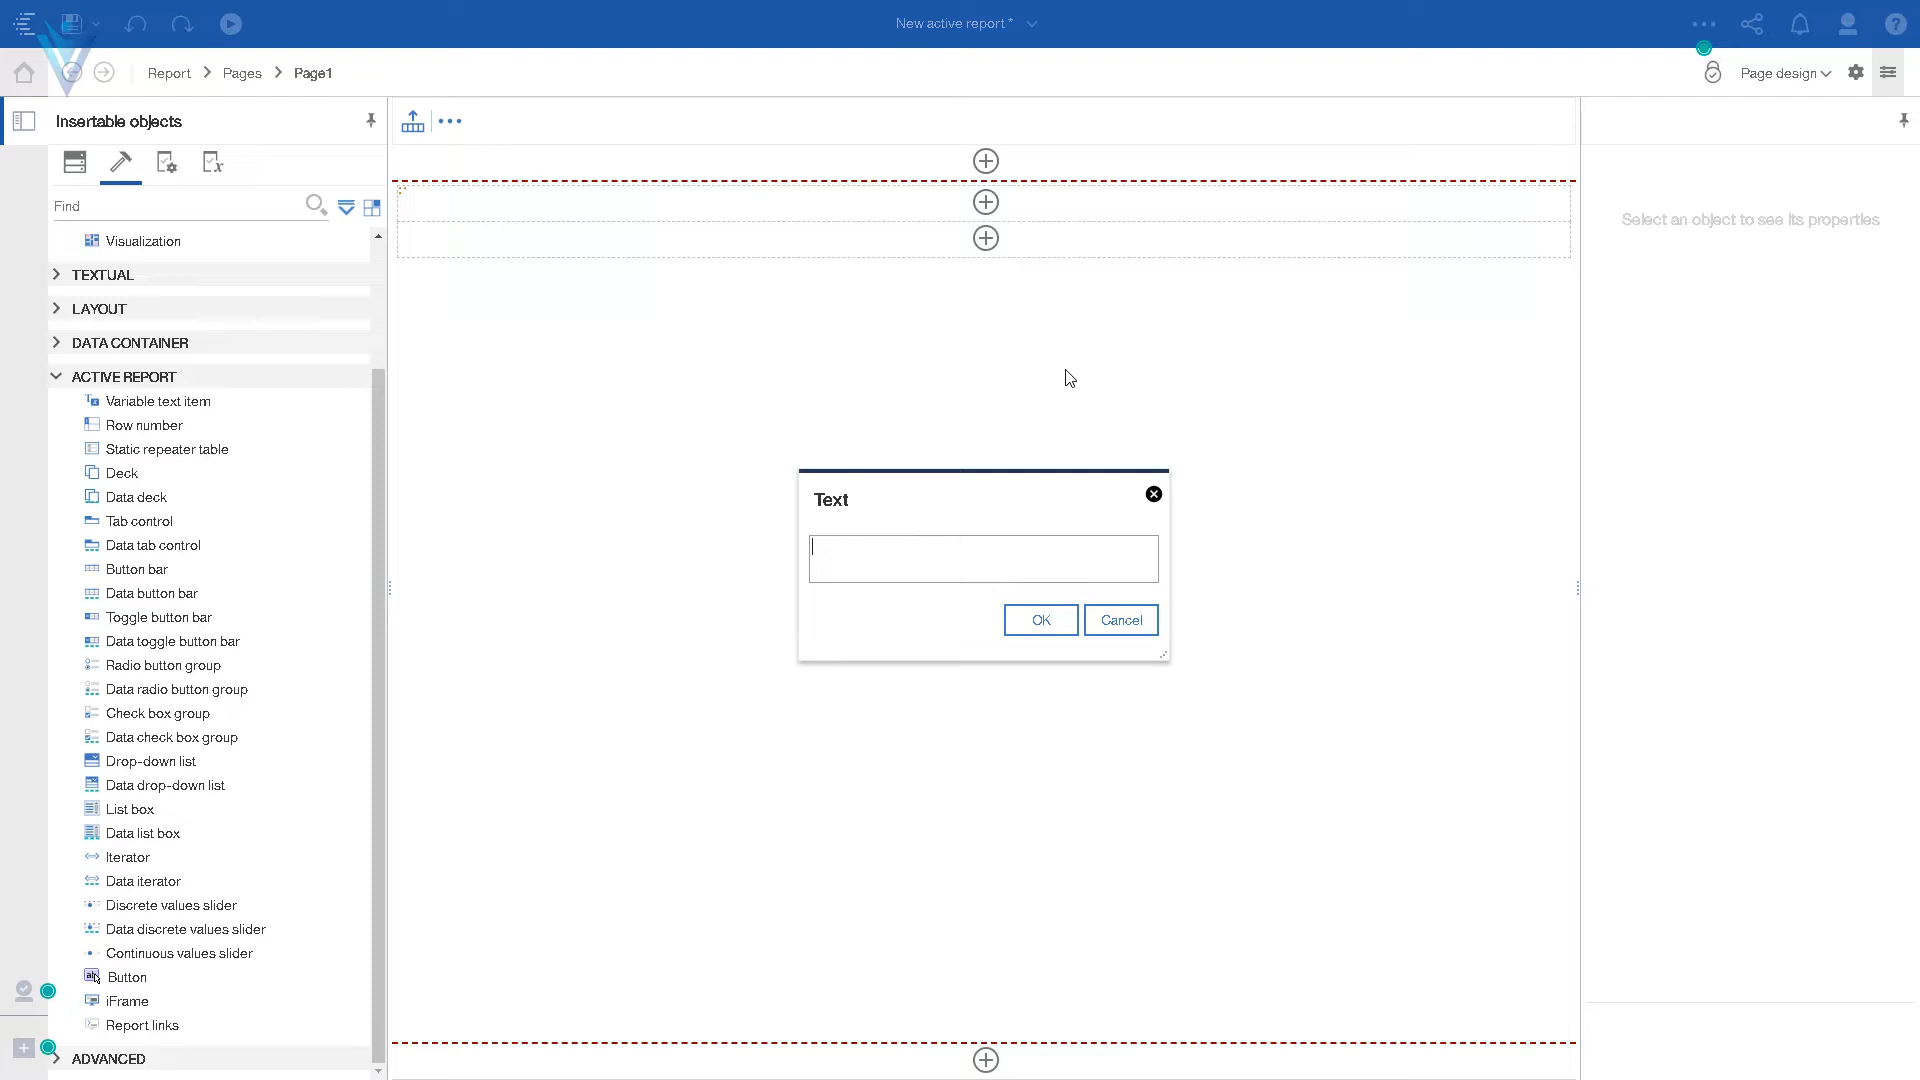 New active report *
Report > Pages > Page1
Page design
Insertable objects
Find
Visualization
TEXTUAL
LAYOUT
DATA CONTAINER
ACTIVE REPORT
Variable text item
Row number
Static repeater table
Deck
Data deck
Tab control
Data tab control
Button bar
Data button bar
Toggle button bar
Data toggle button bar
Radio button group
Data radio button group
Check box group
Data check box group
Drop-down list
Data drop-down list
List box
Data list box
Iterator
Data iterator
Discrete values slider
Data discrete values slider
Continuous values slider
Button
iFrame
Report links
ADVANCED
Text
OK Cancel
Select an object to see its properties